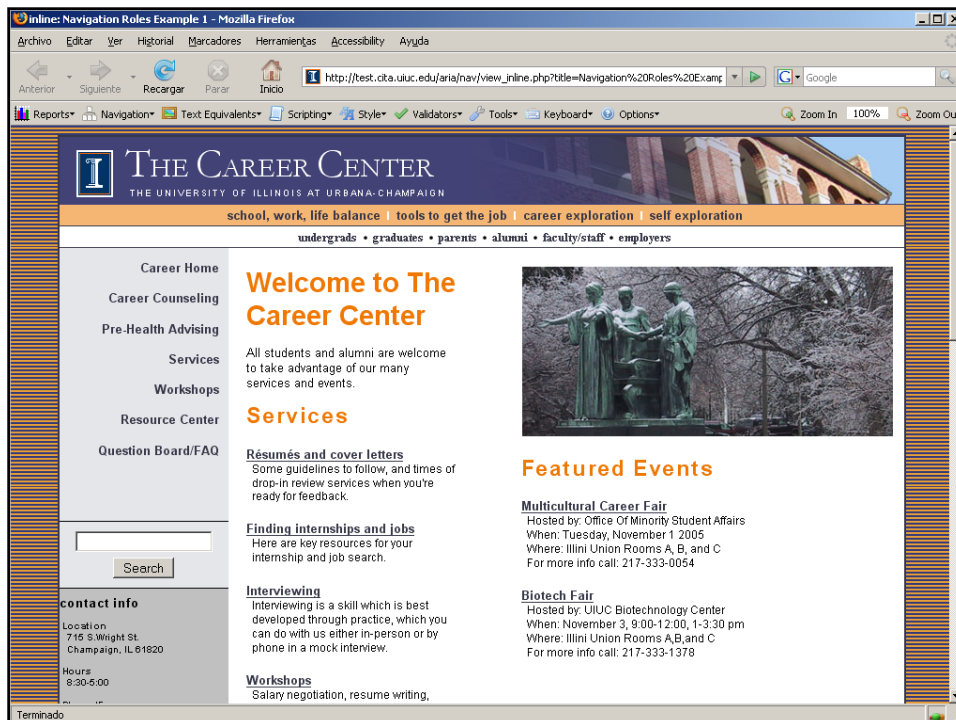 inline: Navigation Roles Example 1 - Mozilla Firefox
Archivo Editar Ver Historial Marcadores Herramientas Accessibility Ayuda
Anterior Siguiente Recargar Parar Inicio http://test.cita.uiuc.edu/aria/nav/view_inline.php?title=Navigation%20Roles%20Examp G Google
Reports Navigation Text Equivalents Scripting Style Validators Tools Keyboard Options Zoom In 100% Zoom Ou
I THE CAREER CENTER
THE UNIVERSITY OF ILLINOIS AT URBANA-CHAMPAIGN
school, work, life balance | tools to get the job | career exploration | self exploration
undergrads • graduates • parents • alumni • faculty/staff • employers
Career Home
Career Counseling
Pre-Health Advising
Services
Workshops
Resource Center
Question Board/FAQ
Search
contact info
Location
715 S.Wright St.
Champaign, IL 61820
Hours
8:30-5:00
Welcome to The
Career Center
All students and alumni are welcome
to take advantage of our many
services and events.
Services
Résumés and cover letters
Some guidelines to follow, and times of
drop-in review services when you're
ready for feedback.
Finding internships and jobs
Here are key resources for your
internship and job search.
Interviewing
Interviewing is a skill which is best
developed through practice, which you
can do with us either in-person or by
phone in a mock interview.
Workshops
Salary negotiation, resume writing,
Featured Events
Multicultural Career Fair
Hosted by: Office Of Minority Student Affairs
When: Tuesday, November 1 2005
Where: Illini Union Rooms A, B, and C
For more info call: 217-333-0054
Biotech Fair
Hosted by: UIUC Biotechnology Center
When: November 3, 9:00-12:00, 1-3:30 pm
Where: Illini Union Rooms A,B,and C
For more info call: 217-333-1378
Terminado